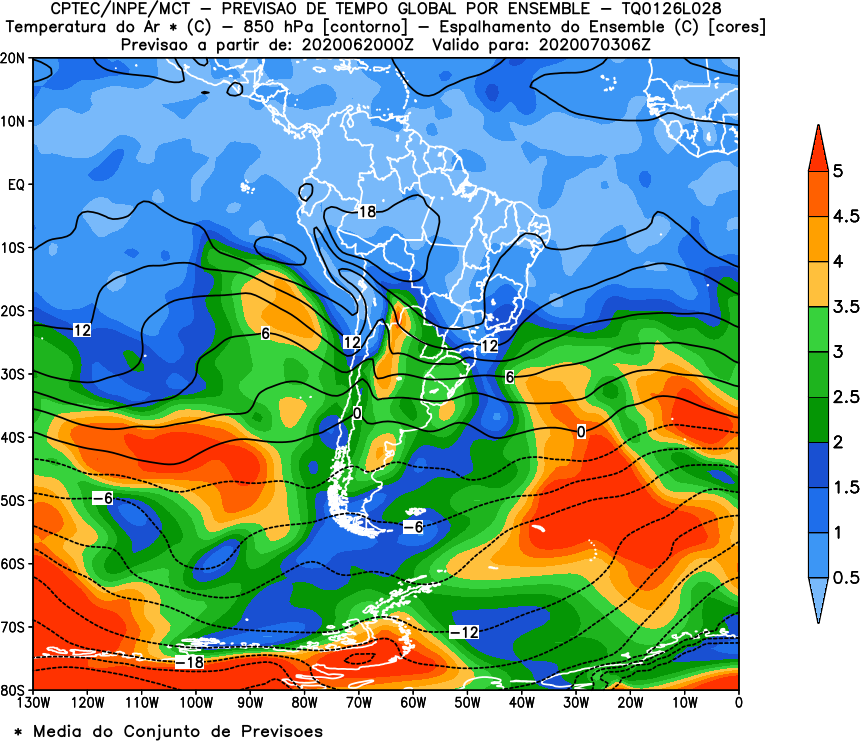 CPTEC/INPE/MCT - PREVISAO DE TEMPO GLOBAL POR ENSEMBLE - TQ0126L028
Temperatura do Ar * (C) - 850 hPa [contorno] - Espalhamento do Ensemble (C) [cores]
Previsao a partir de: 2020062000Z Valido para: 2020070306Z
20N
10N
EQ
10S
20S
30S
40S
50S
60S
70S
80S
130W 120W 110W 100W 90W 80W 70W 60W 50W 40W 30W 20W 10W 0
18
12
12
12
6
6
0
0
-6
-6
-12
-18
5
4.5
4
3.5
3
2.5
2
1.5
1
0.5
* Media do Conjunto de Previsoes